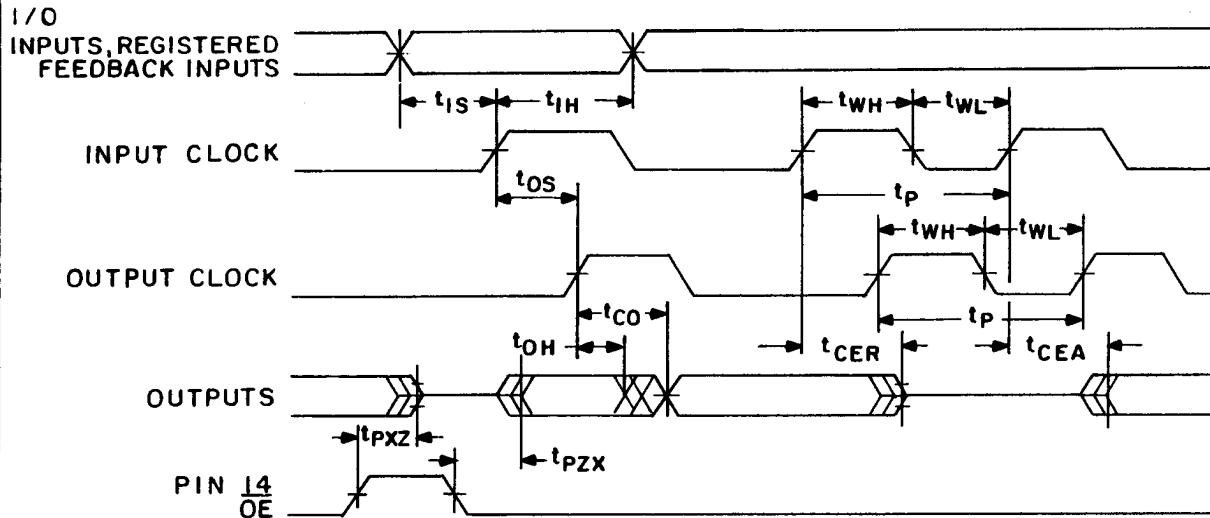 I/O
INPUTS, REGISTERED
FEEDBACK INPUTS
tIS
tIH
tWH
tWL
INPUT CLOCK
tOS
tP
tWH
tWL
OUTPUT CLOCK
tCO
tP
tOH
tCER
tCEA
OUTPUTS
tPXZ
tPZX
PIN 14
OE